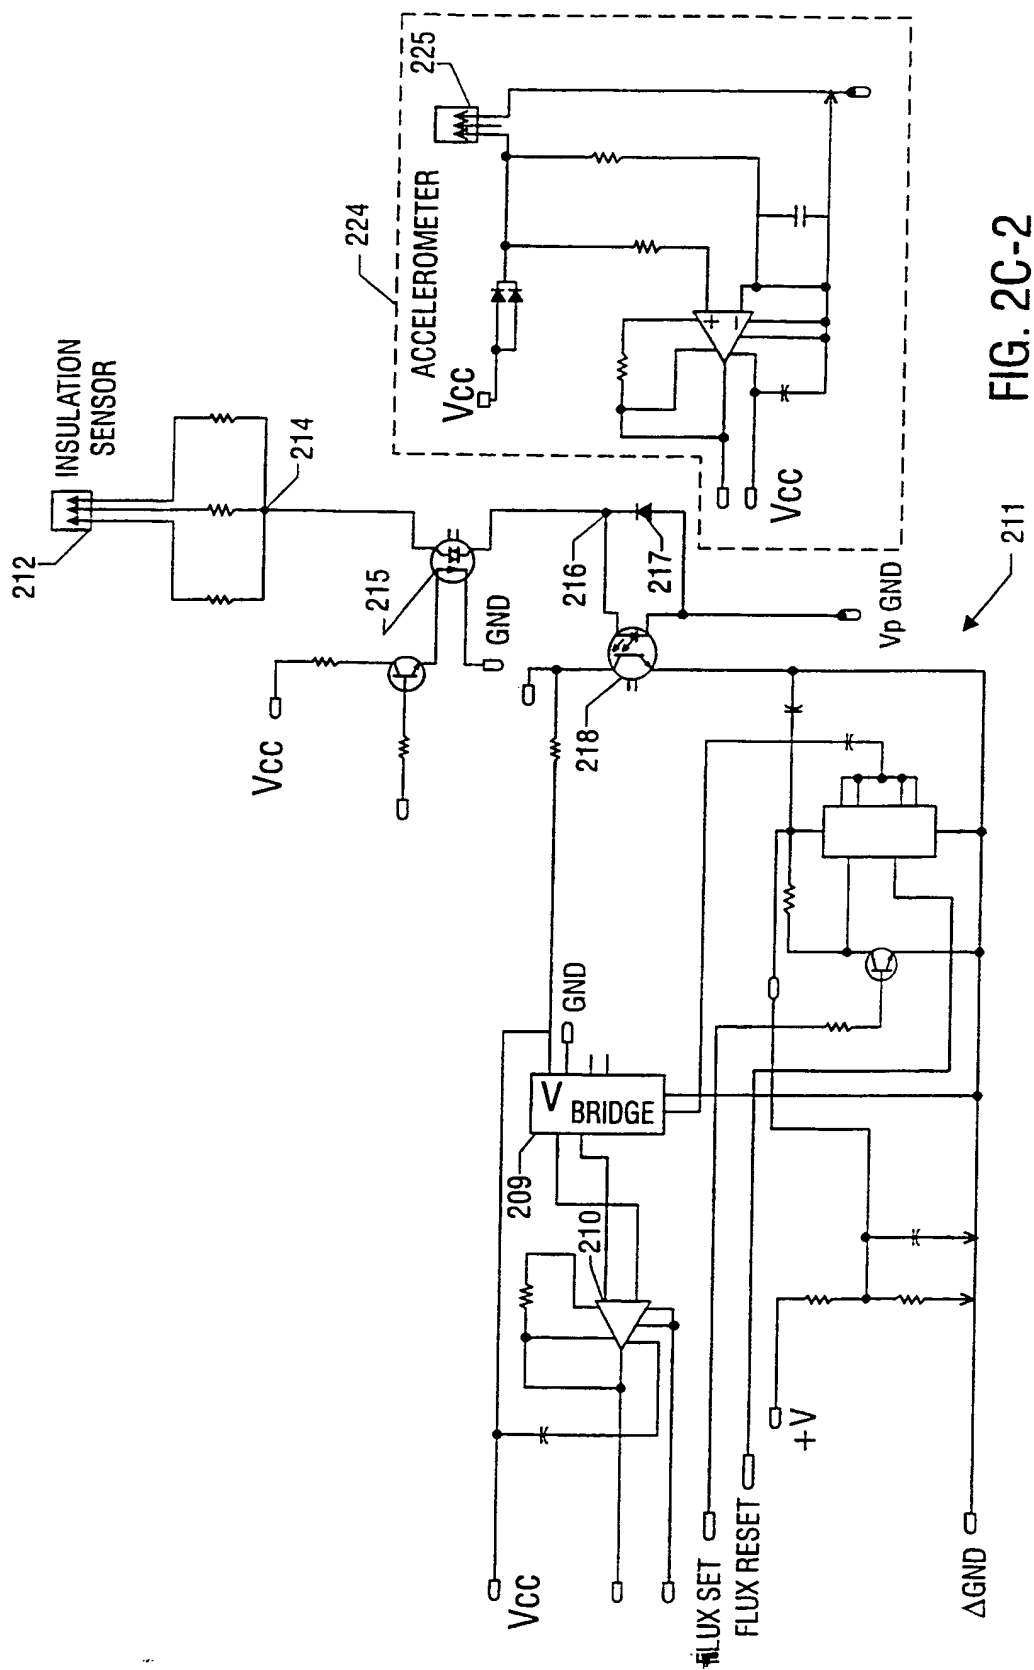 212
INSULATION
SENSOR
214
215
VCC
GND
216
217
218
Vp GND
224
ACCELEROMETER
225
VCC
+
−
VCC
209
V
BRIDGE
GND
210
VCC
FLUX SET
FLUX RESET
+V
ΔGND
211
FIG. 2C-2